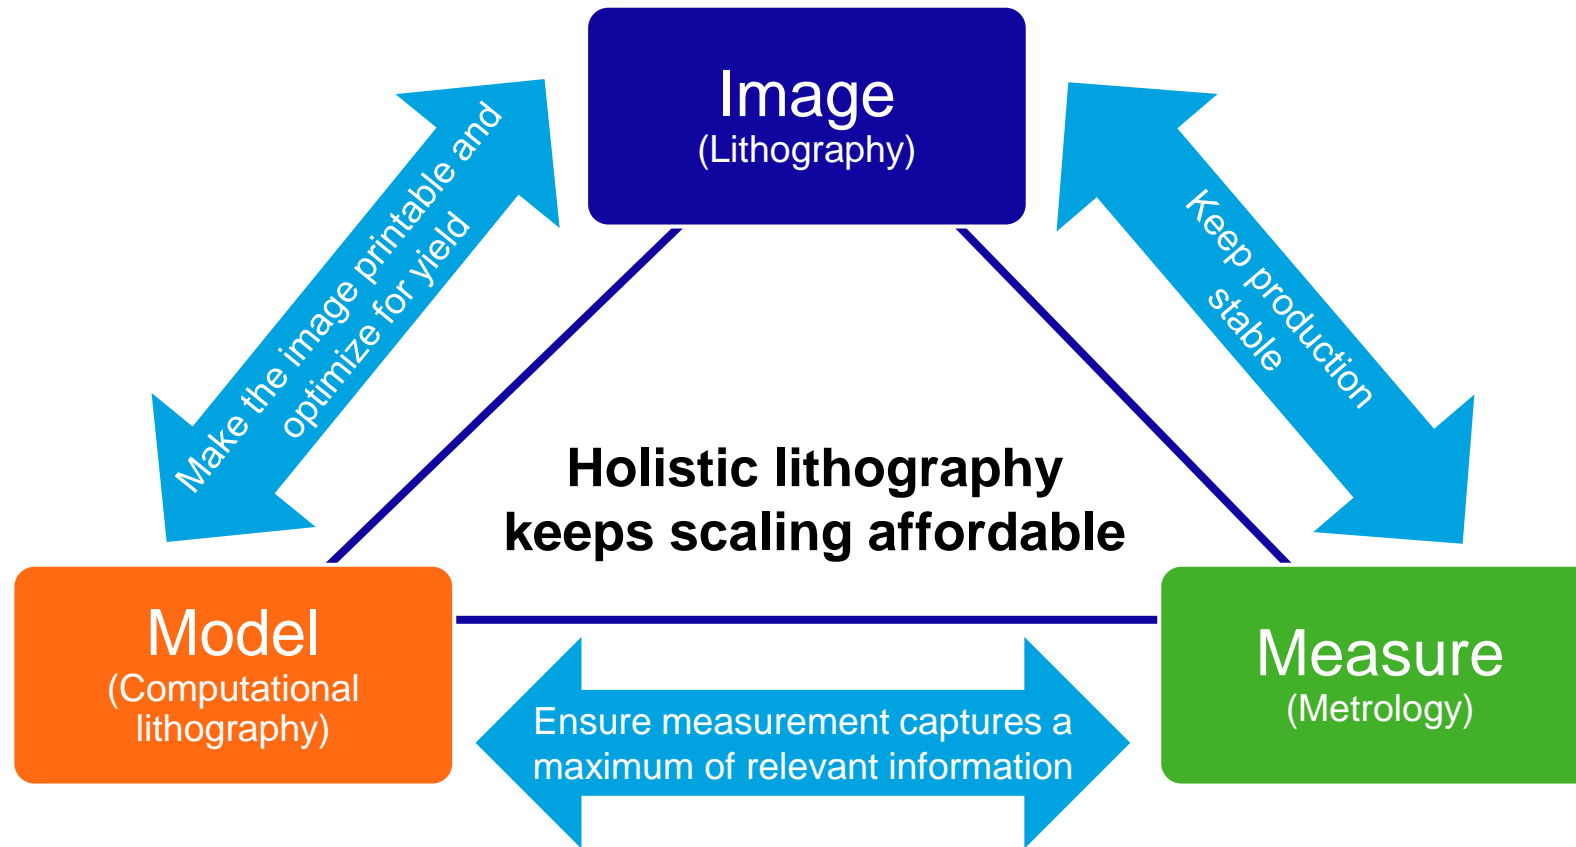 Image
(Lithography)
Make the image printable and
optimize for yield
Keep production
stable
Holistic lithography
keeps scaling affordable
Model
(Computational
lithography)
Ensure measurement captures a
maximum of relevant information
Measure
(Metrology)